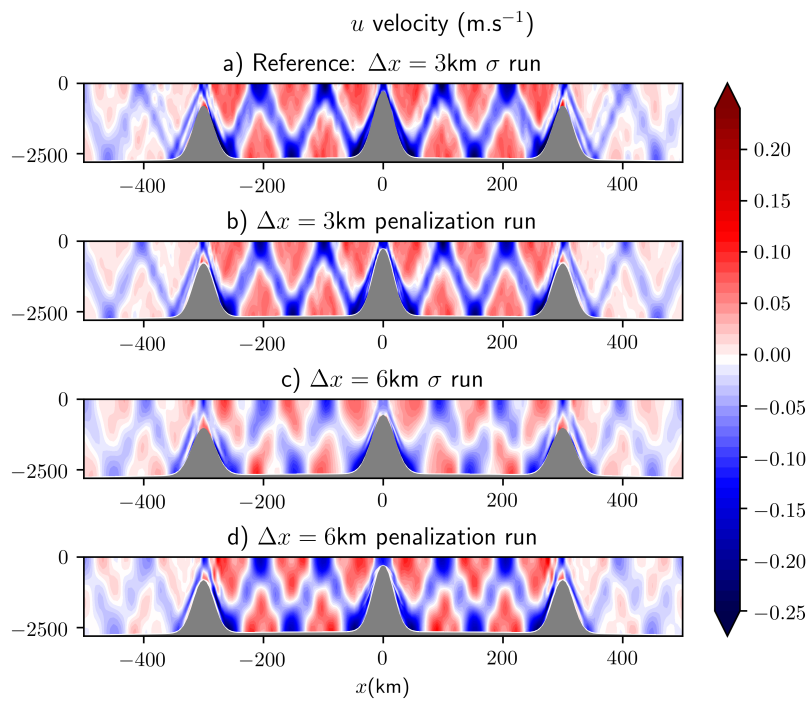 u velocity (m.s⁻¹)
a) Reference: Δx = 3km σ run
0
−2500
−400 −200 0 200 400
b) Δx = 3km penalization run
0
−2500
−400 −200 0 200 400
c) Δx = 6km σ run
0
−2500
−400 −200 0 200 400
d) Δx = 6km penalization run
0
−2500
−400 −200 0 200 400
x(km)
0.20
0.15
0.10
0.05
0.00
−0.05
−0.10
−0.15
−0.20
−0.25